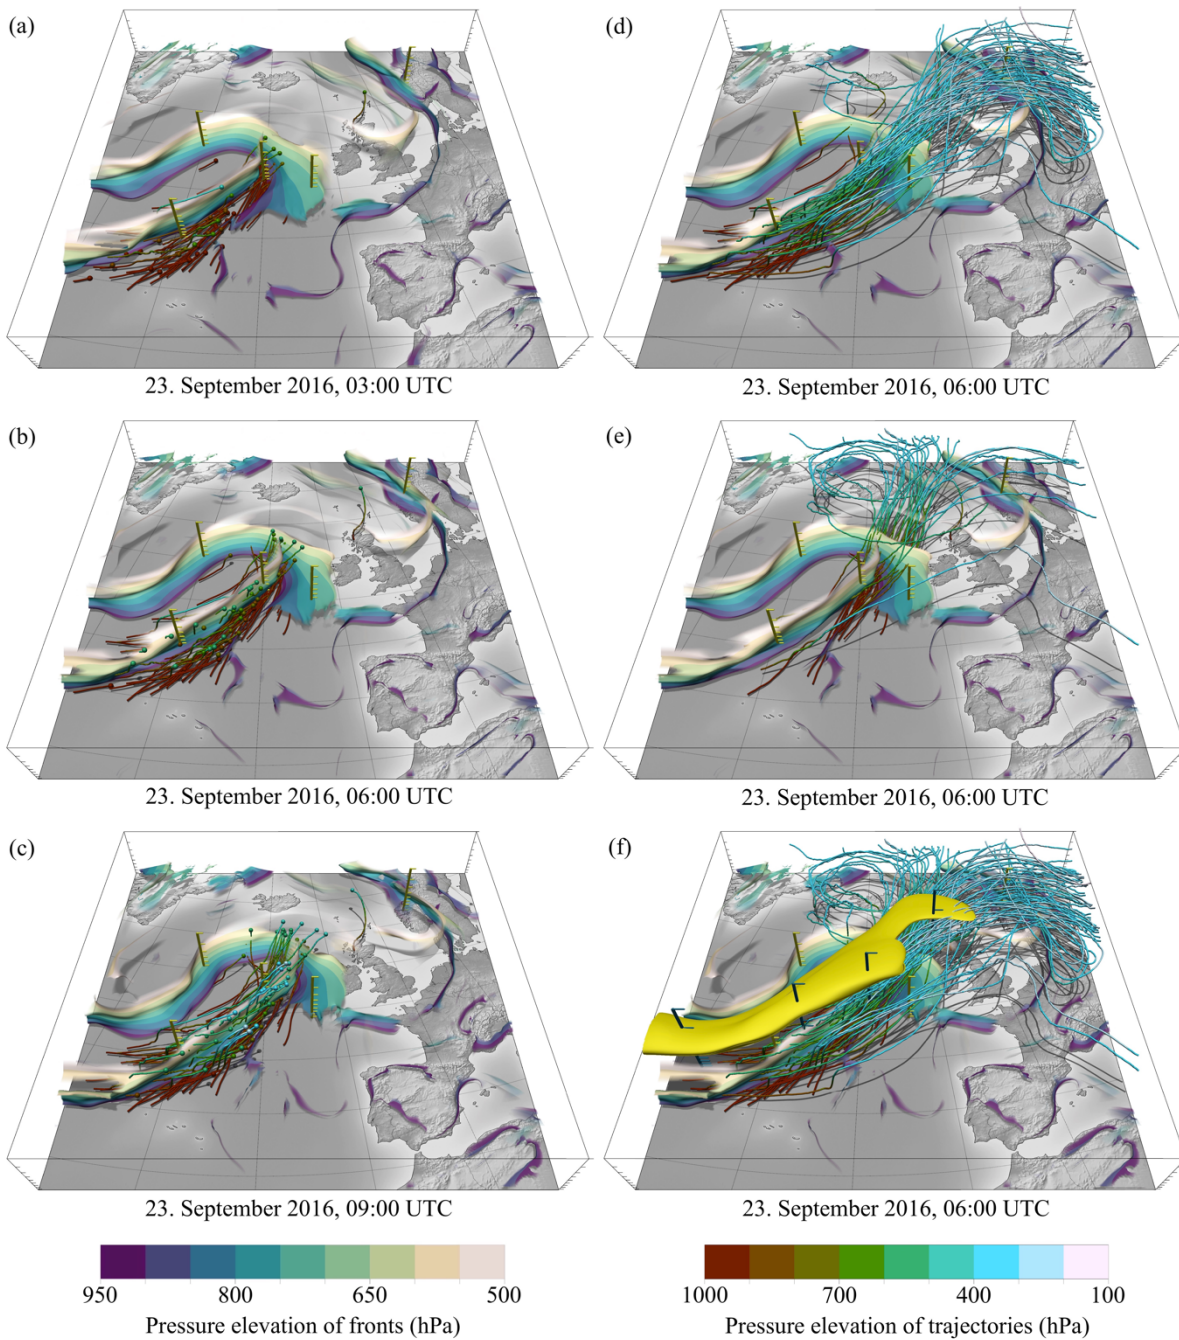 (a)
(d)
23. September 2016, 03:00 UTC
23. September 2016, 06:00 UTC
(b)
(e)
23. September 2016, 06:00 UTC
23. September 2016, 06:00 UTC
(c)
(f)
23. September 2016, 09:00 UTC
23. September 2016, 06:00 UTC
950 800 650 500
Pressure elevation of fronts (hPa)
1000 700 400 100
Pressure elevation of trajectories (hPa)